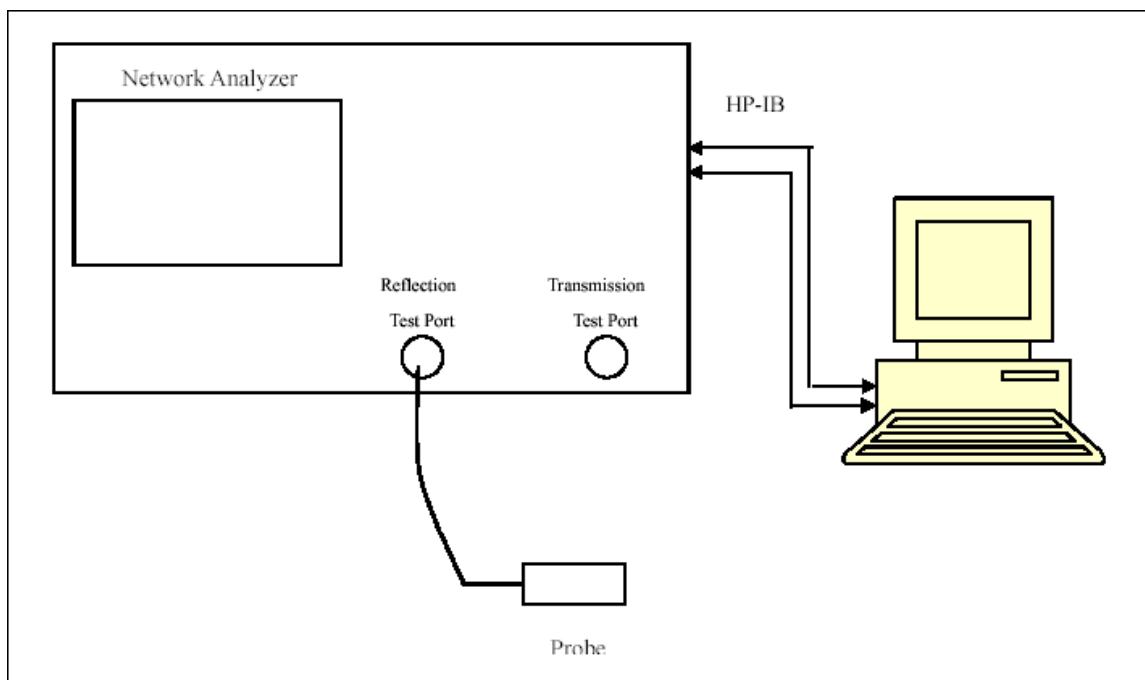 Network Analyzer
HP-IB
Reflection
Test Port
Transmission
Test Port
Probe